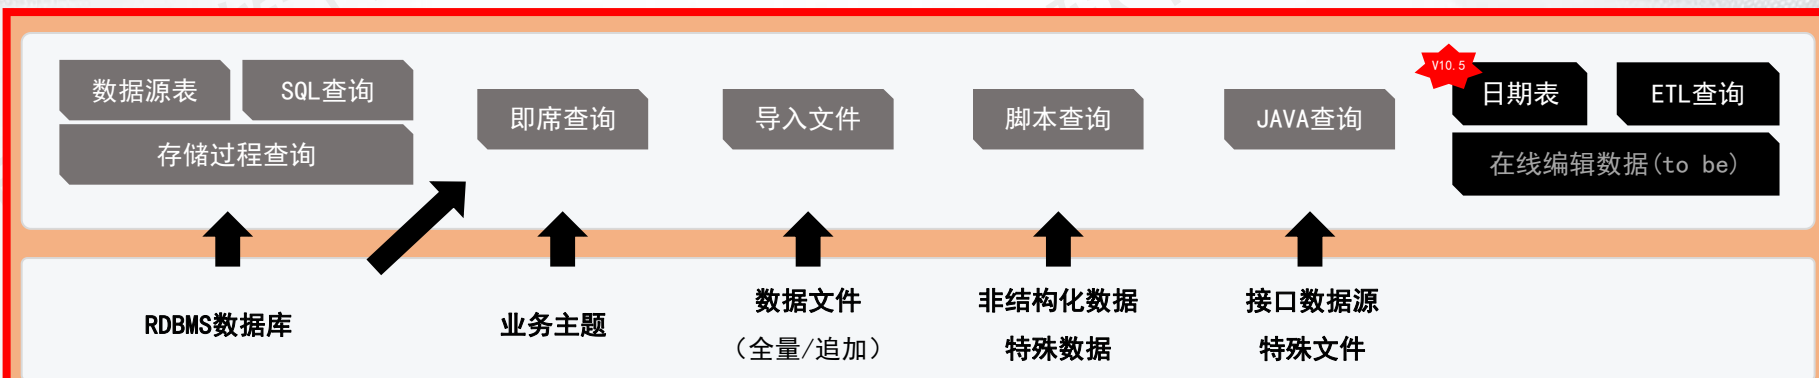 数据源表
SQL查询
存储过程查询
即席查询
导入文件
脚本查询
JAVA查询
V10.5
日期表
ETL查询
在线编辑数据(to be)
RDBMS数据库
业务主题
数据文件
（全量/追加）
非结构化数据
特殊数据
接口数据源
特殊文件